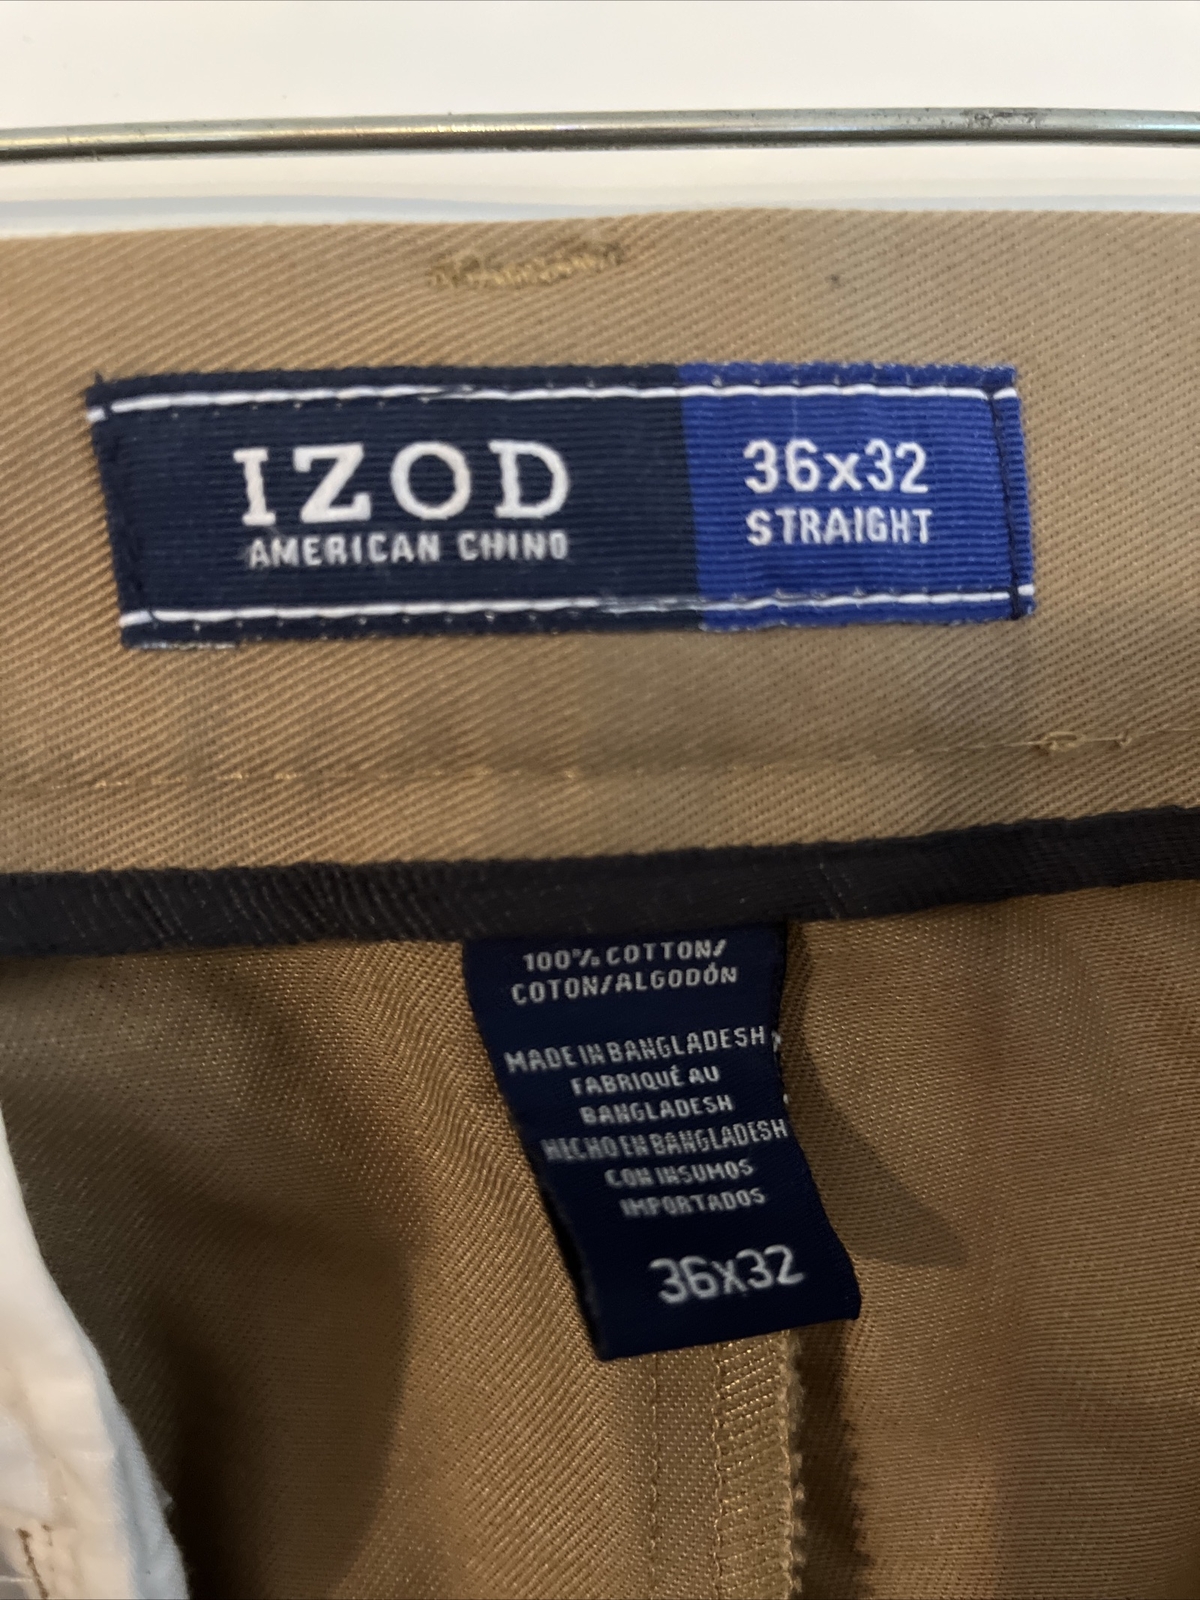 IZOD
AMERICAN CHINO
36x32
STRAIGHT
100% COTTON/
COTON/ALGODÓN
MADE IN BANGLADESH
FABRIQUÉ AU
BANGLADESH
HECHO EN BANGLADESH
CON INSUMOS
IMPORTADOS
36x32